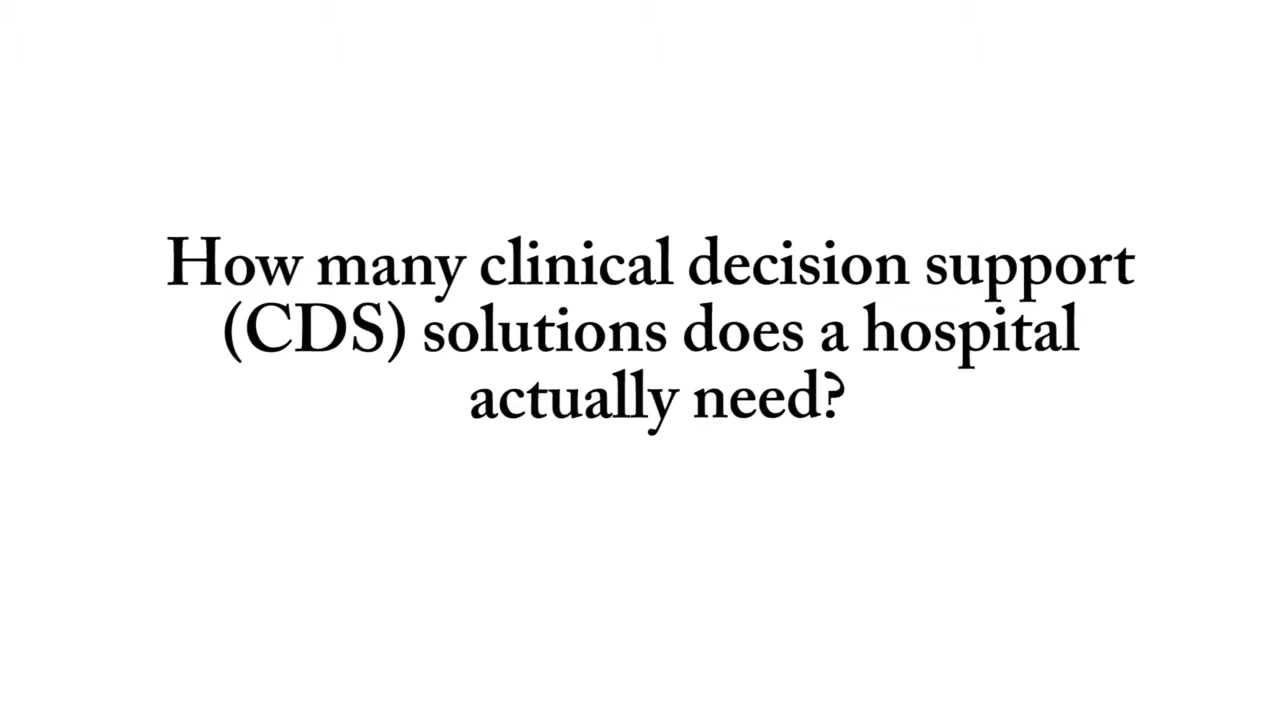 How many clinical decision support
(CDS) solutions does a hospital
actually need?